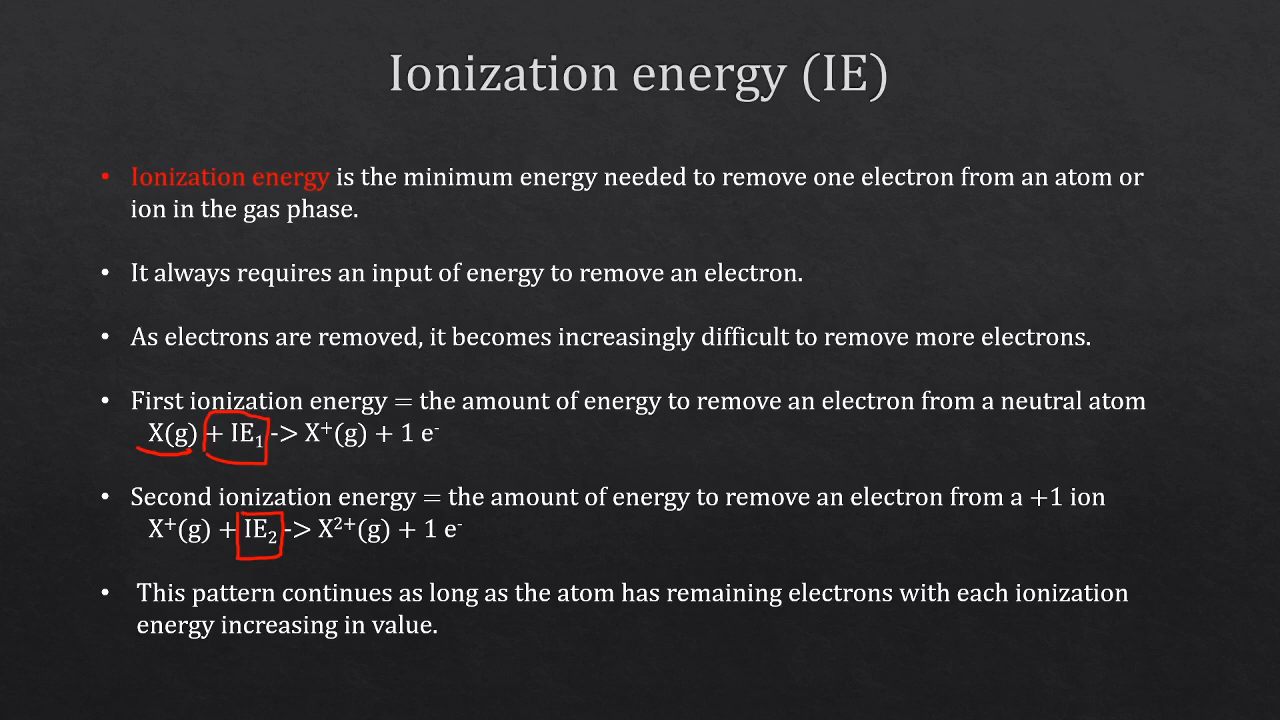 Ionization energy (IE)
• Ionization energy is the minimum energy needed to remove one electron from an atom or
ion in the gas phase.
• It always requires an input of energy to remove an electron.
• As electrons are removed, it becomes increasingly difficult to remove more electrons.
• First ionization energy = the amount of energy to remove an electron from a neutral atom
X(g) + IE₁ -> X⁺(g) + 1 e⁻
• Second ionization energy = the amount of energy to remove an electron from a +1 ion
X⁺(g) + IE₂ -> X²⁺(g) + 1 e⁻
• This pattern continues as long as the atom has remaining electrons with each ionization
energy increasing in value.